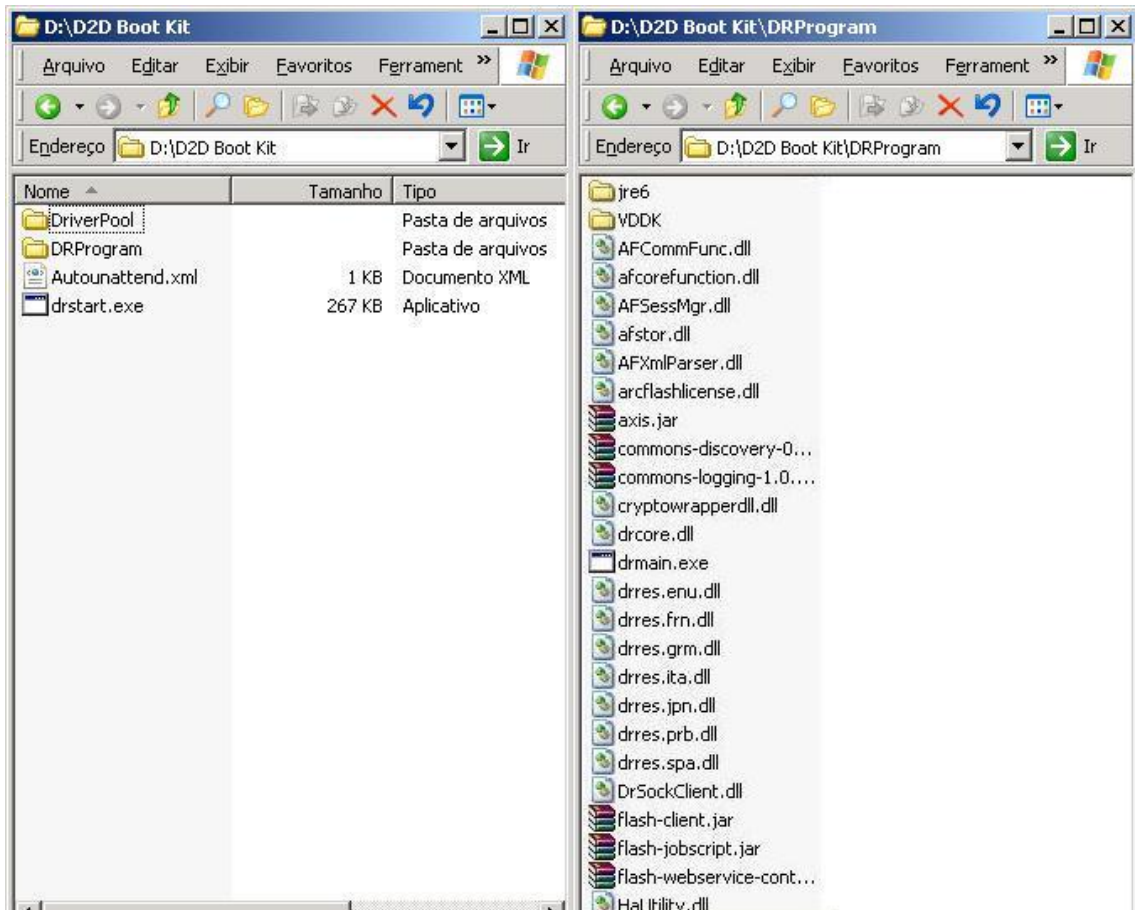 D:\D2D Boot Kit
Arquivo Editar Exibir Favoritos Ferrament »
Endereço D:\D2D Boot Kit Ir
Nome Tamanho Tipo
DriverPool Pasta de arquivos
DRProgram Pasta de arquivos
Autounattend.xml 1 KB Documento XML
drstart.exe 267 KB Aplicativo
D:\D2D Boot Kit\DRProgram
Arquivo Editar Exibir Favoritos Ferrament »
Endereço D:\D2D Boot Kit\DRProgram Ir
jre6
VDDK
AFCommFunc.dll
afcorefunction.dll
AFSessMgr.dll
afstor.dll
AFXmlParser.dll
arcflashlicense.dll
axis.jar
commons-discovery-0...
commons-logging-1.0....
cryptowrapperdll.dll
drcore.dll
drmain.exe
drres.enu.dll
drres.frn.dll
drres.grm.dll
drres.ita.dll
drres.jpn.dll
drres.prb.dll
drres.spa.dll
DrSockClient.dll
flash-client.jar
flash-jobscript.jar
flash-webservice-cont...
HaUtility.dll